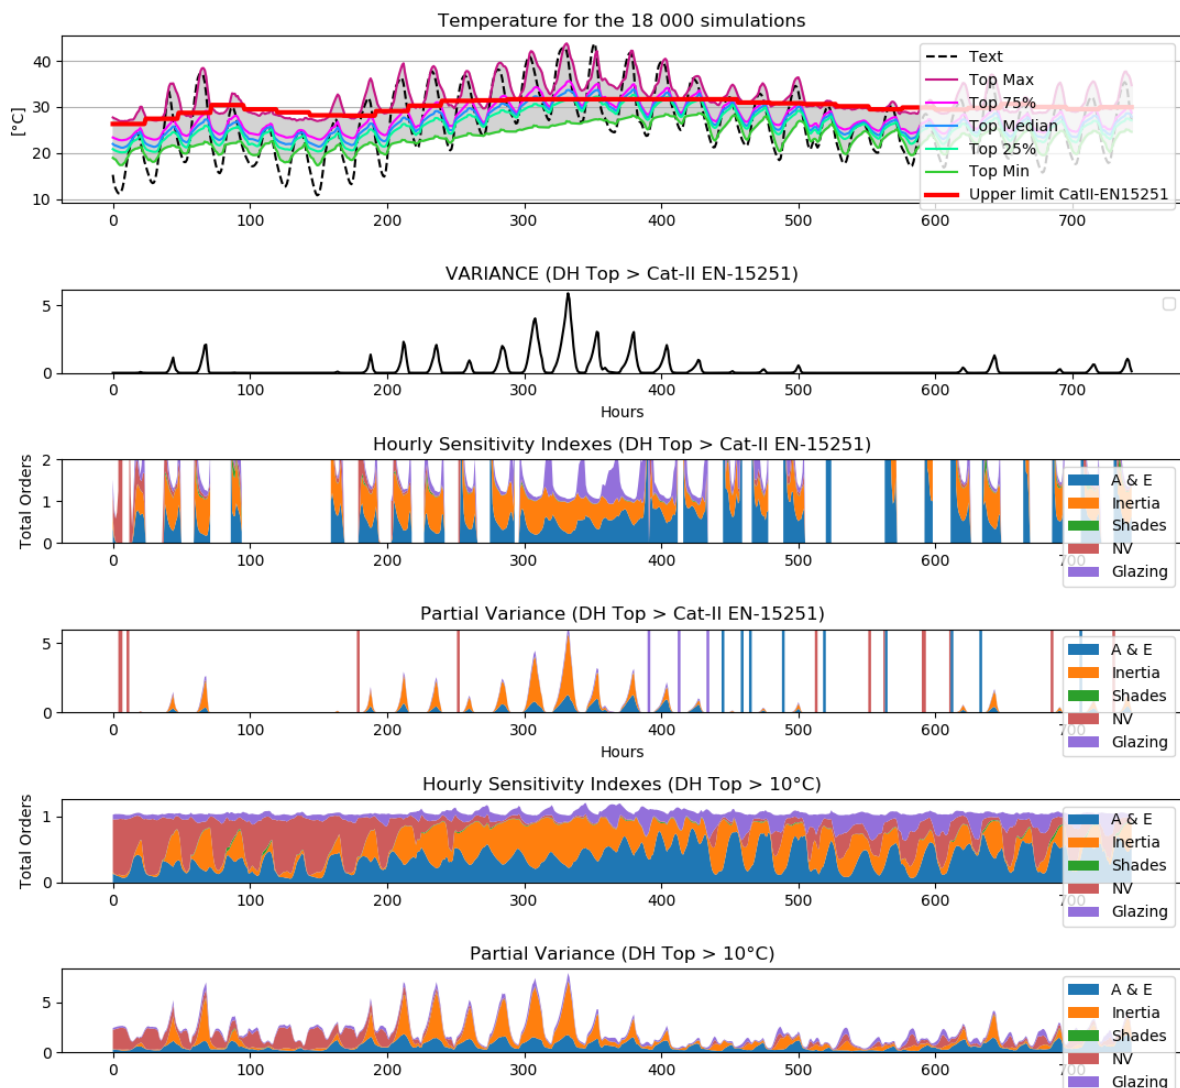 Temperature for the 18 000 simulations
[°C]
40
30
20
10
0 100 200 300 400 500 600 700
Text
Top Max
Top 75%
Top Median
Top 25%
Top Min
Upper limit CatII-EN15251
VARIANCE (DH Top > Cat-II EN-15251)
5
0
0 100 200 300 400 500 600 700
Hours
Hourly Sensitivity Indexes (DH Top > Cat-II EN-15251)
Total Orders
2
1
0
0 100 200 300 400 500 600 700
A & E
Inertia
Shades
NV
Glazing
Partial Variance (DH Top > Cat-II EN-15251)
5
0
0 100 200 300 400 500 600 700
Hours
A & E
Inertia
Shades
NV
Glazing
Hourly Sensitivity Indexes (DH Top > 10°C)
Total Orders
1
0
0 100 200 300 400 500 600 700
A & E
Inertia
Shades
NV
Glazing
Partial Variance (DH Top > 10°C)
5
0
0 100 200 300 400 500 600 700
A & E
Inertia
Shades
NV
Glazing